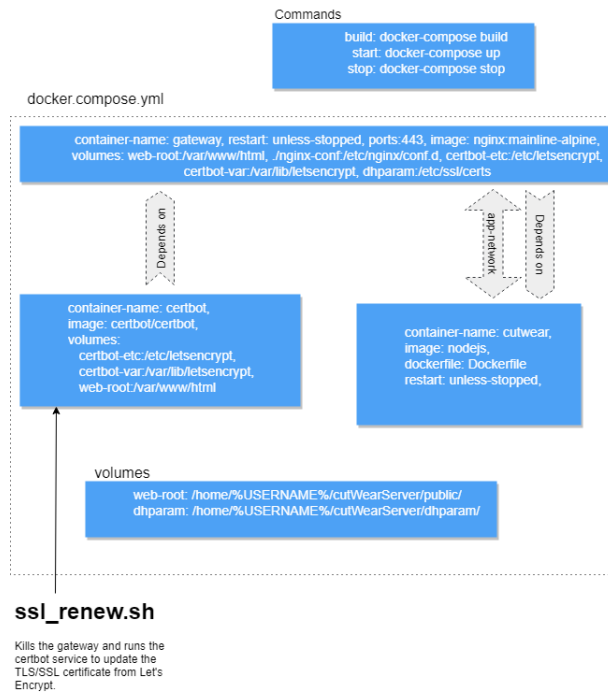 Commands
build: docker-compose build
start: docker-compose up
stop: docker-compose stop
docker.compose.yml
container-name: gateway, restart: unless-stopped, ports:443, image: nginx:mainline-alpine,
volumes: web-root:/var/www/html, ./nginx-conf:/etc/nginx/conf.d, certbot-etc:/etc/letsencrypt,
certbot-var:/var/lib/letsencrypt, dhparam:/etc/ssl/certs
Depends on
app-network
Depends on
container-name: certbot,
image: certbot/certbot,
volumes:
certbot-etc:/etc/letsencrypt,
certbot-var:/var/lib/letsencrypt,
web-root:/var/www/html
container-name: cutwear,
image: nodejs,
dockerfile: Dockerfile
restart: unless-stopped,
volumes
web-root: /home/%USERNAME%/cutWearServer/public/
dhparam: /home/%USERNAME%/cutWearServer/dhparam/
ssl_renew.sh
Kills the gateway and runs the
certbot service to update the
TLS/SSL certificate from Let's
Encrypt.